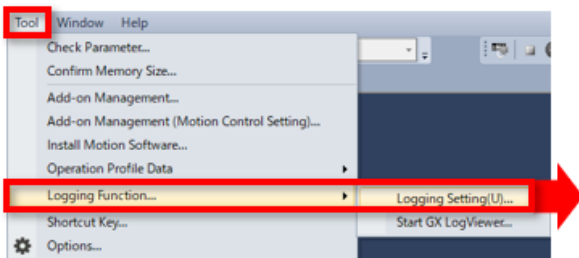 Tool Window Help
Check Parameter...
Confirm Memory Size...
Add-on Management...
Add-on Management (Motion Control Setting)...
Install Motion Software...
Operation Profile Data
Logging Function...
Logging Setting(U)...
Shortcut Key...
Start GX LogViewer...
Options...